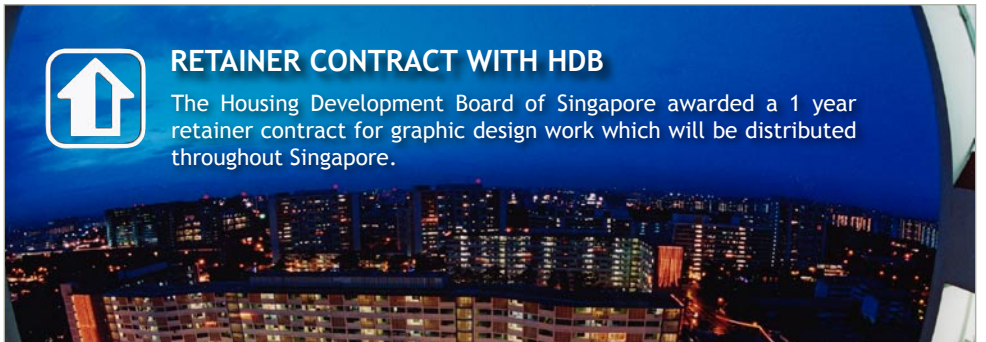 RETAINER CONTRACT WITH HDB
The Housing Development Board of Singapore awarded a 1 year
retainer contract for graphic design work which will be distributed
throughout Singapore.